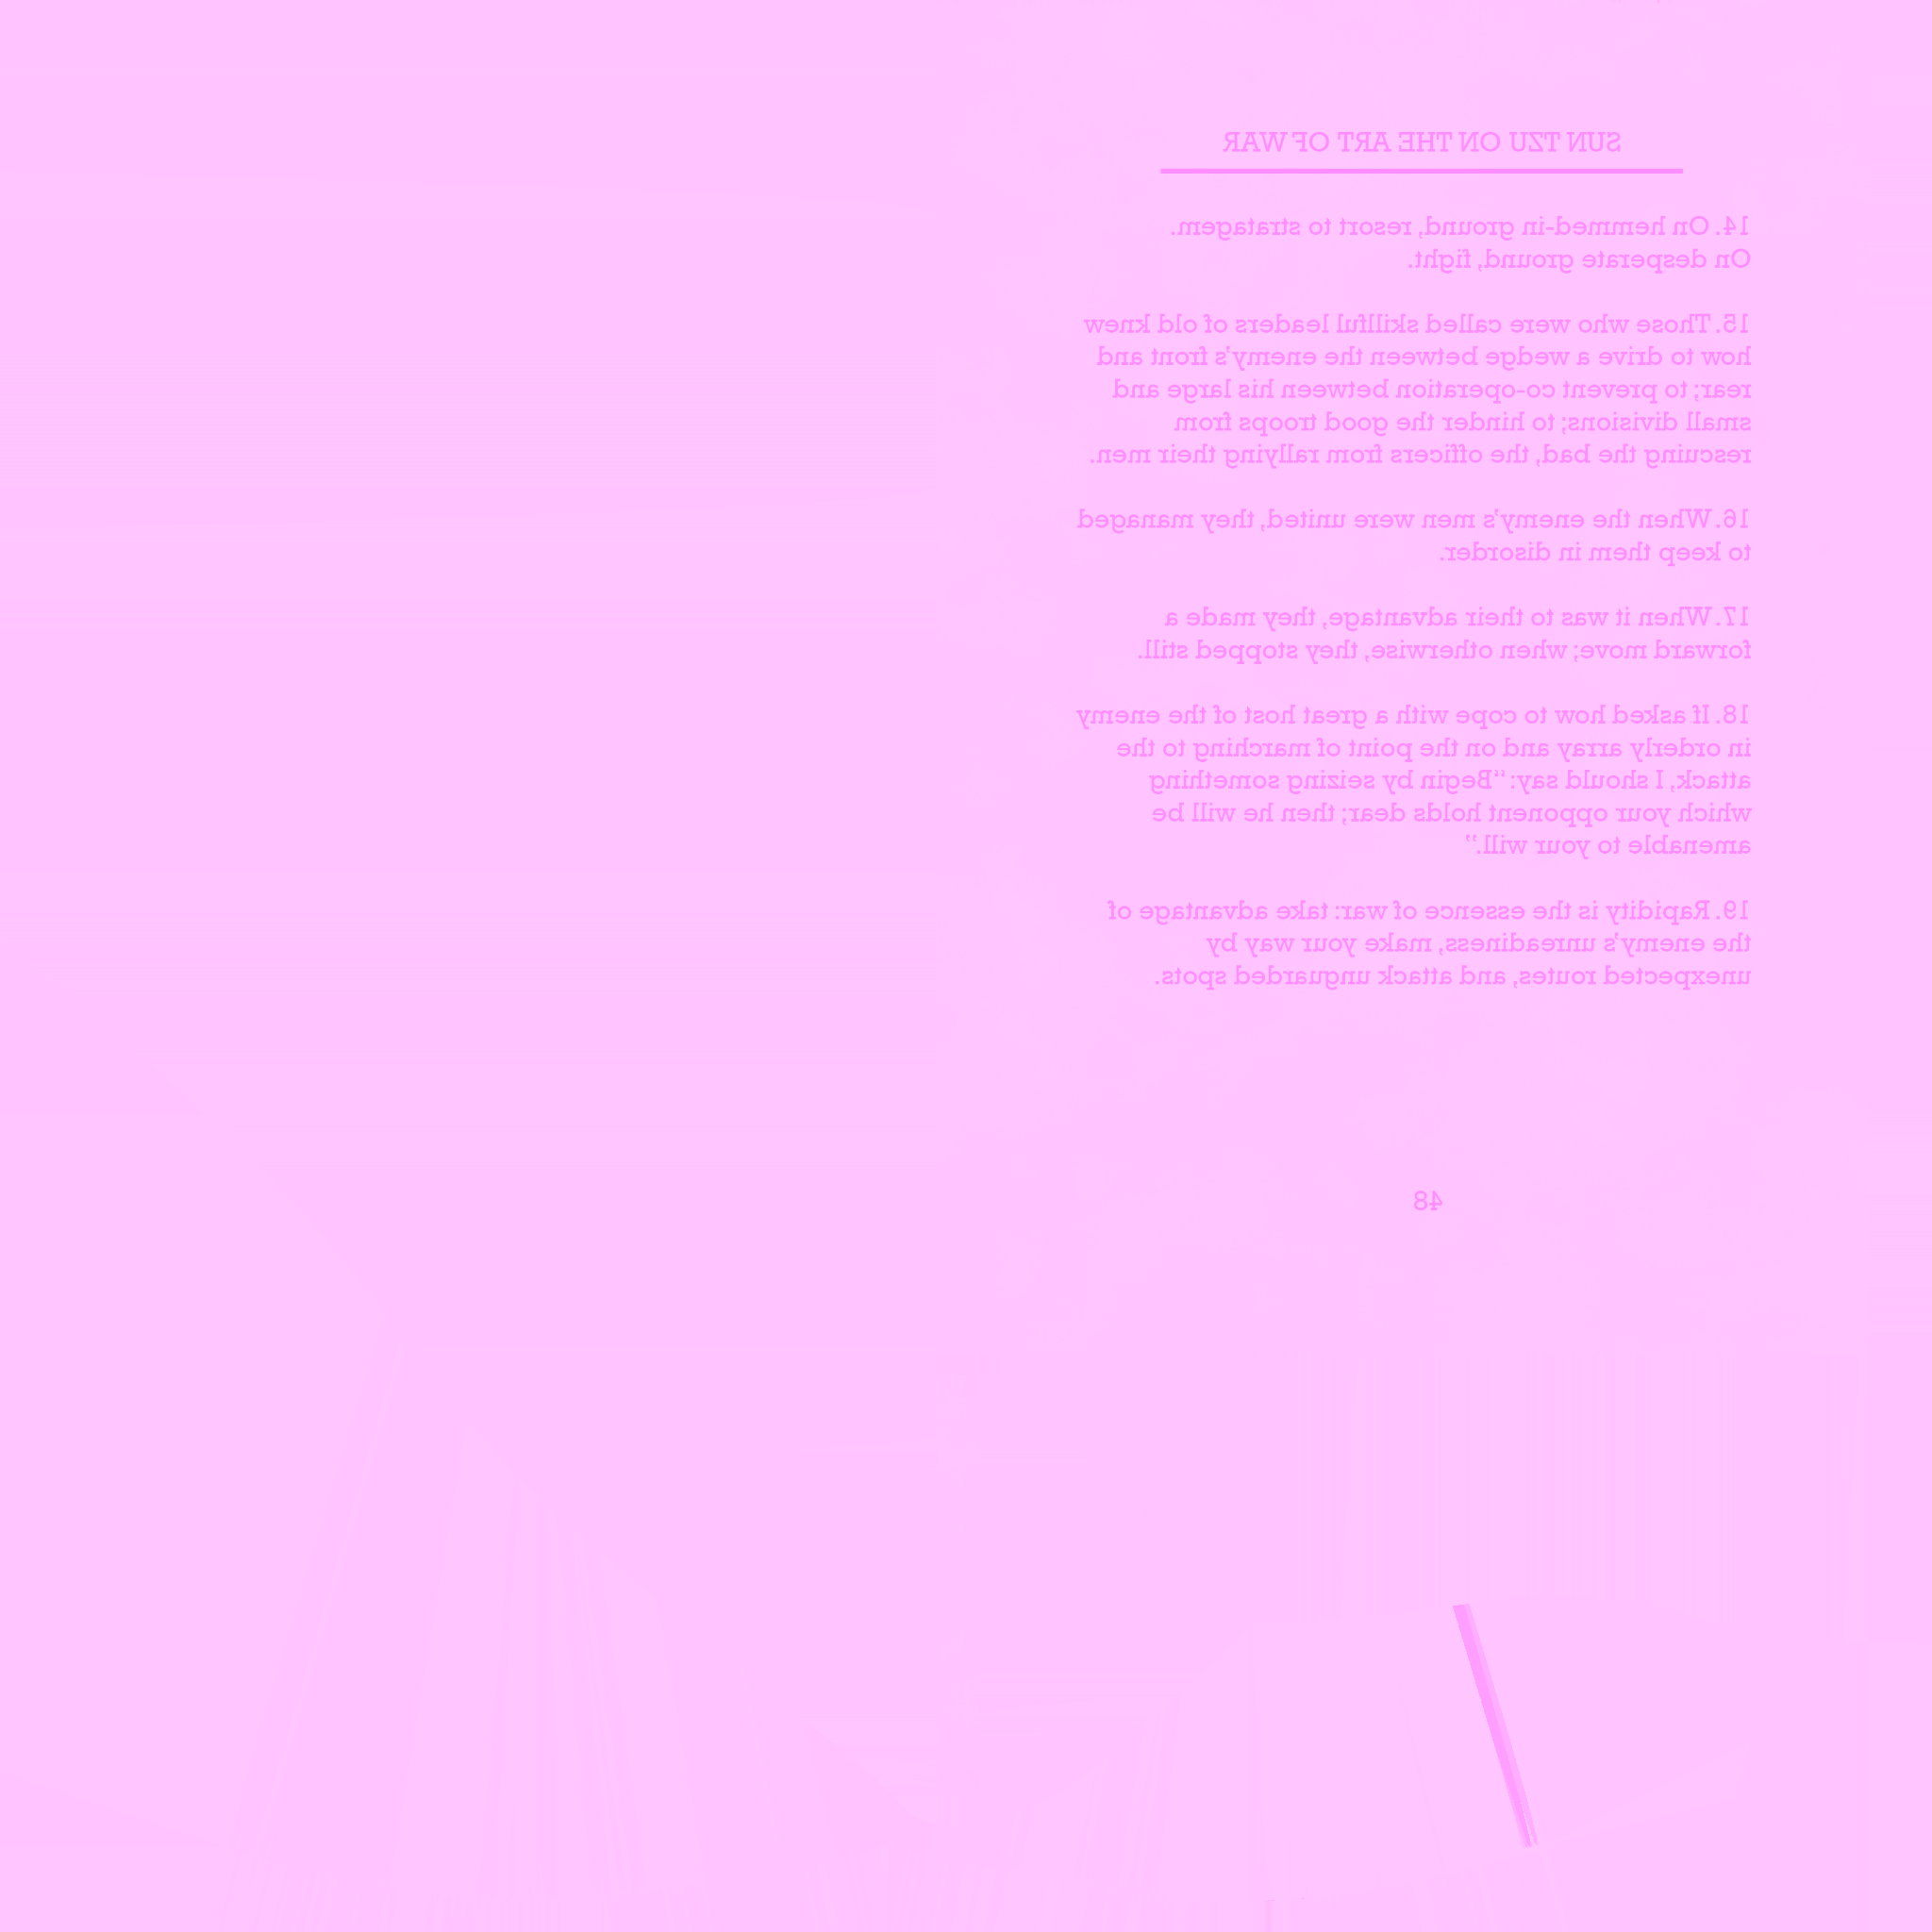 SUN TZU ON THE ART OF WAR
14. On hemmed-in ground, resort to stratagem.
On desperate ground, fight.
15. Those who were called skillful leaders of old knew
how to drive a wedge between the enemy's front and
rear; to prevent co-operation between his large and
small divisions; to hinder the good troops from
rescuing the bad, the officers from rallying their men.
16. When the enemy's men were united, they managed
to keep them in disorder.
17. When it was to their advantage, they made a
forward move; when otherwise, they stopped still.
18. If asked how to cope with a great host of the enemy
in orderly array and on the point of marching to the
attack, I should say: "Begin by seizing something
which your opponent holds dear; then he will be
amenable to your will."
19. Rapidity is the essence of war: take advantage of
the enemy's unreadiness, make your way by
unexpected routes, and attack unguarded spots.
48